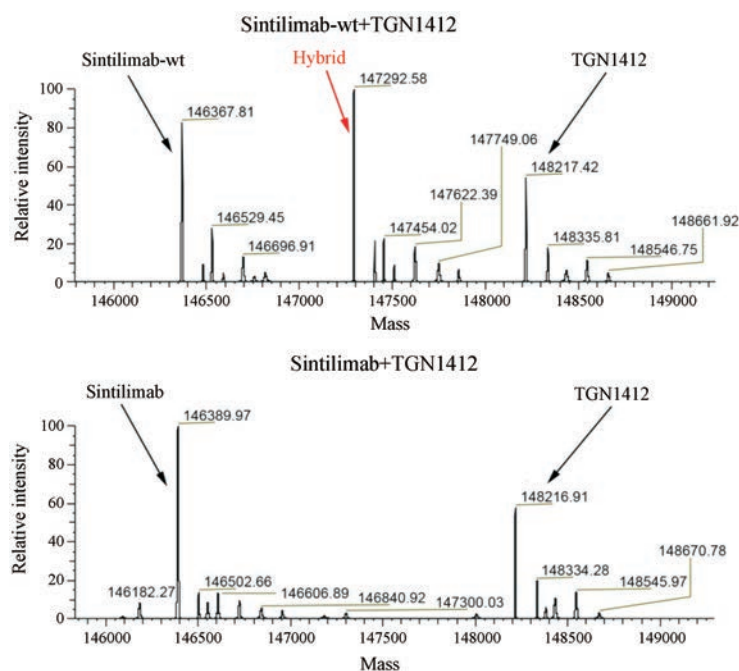 Sintilimab-wt+TGN1412
Sintilimab-wt
Hybrid
TGN1412
Relative intensity
100
80
60
40
20
0
146367.81
146529.45
146696.91
147292.58
147454.02
147622.39
147749.06
148217.42
148335.81
148546.75
148661.92
146000 146500 147000 147500 148000 148500 149000
Mass
Sintilimab+TGN1412
Sintilimab
TGN1412
Relative intensity
100
80
60
40
20
0
146182.27
146389.97
146502.66
146606.89
146840.92
147300.03
148216.91
148334.28
148545.97
148670.78
146000 146500 147000 147500 148000 148500 149000
Mass